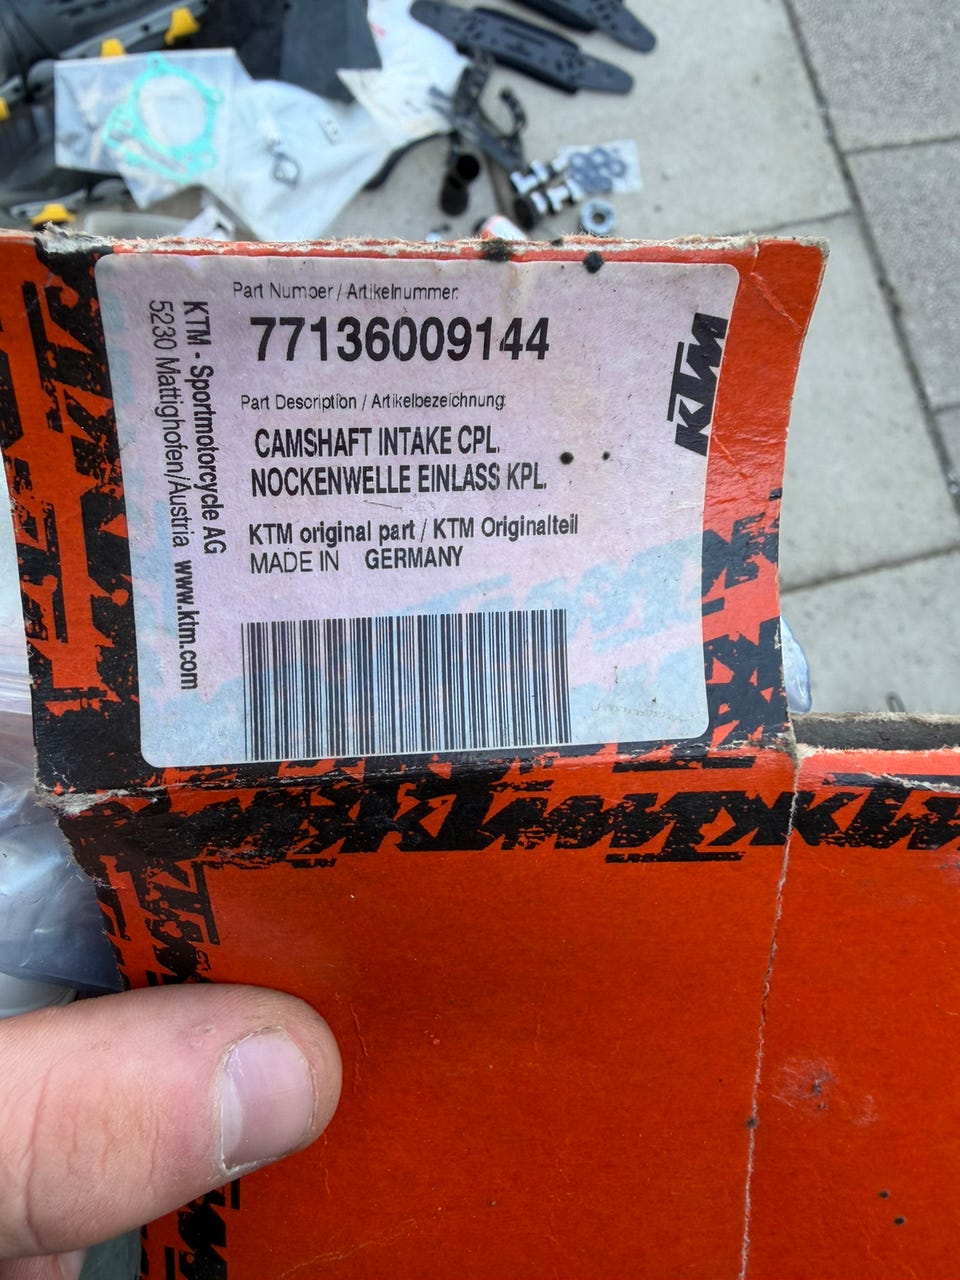 Part Number / Artikelnummer:
77136009144
Part Description / Artikelbezeichnung:
CAMSHAFT INTAKE CPL.
NOCKENWELLE EINLASS KPL.
KTM original part / KTM Originalteil
MADE IN GERMANY
KTM - Sportmotorcycle AG
5230 Mattighofen/Austria www.ktm.com
KTM